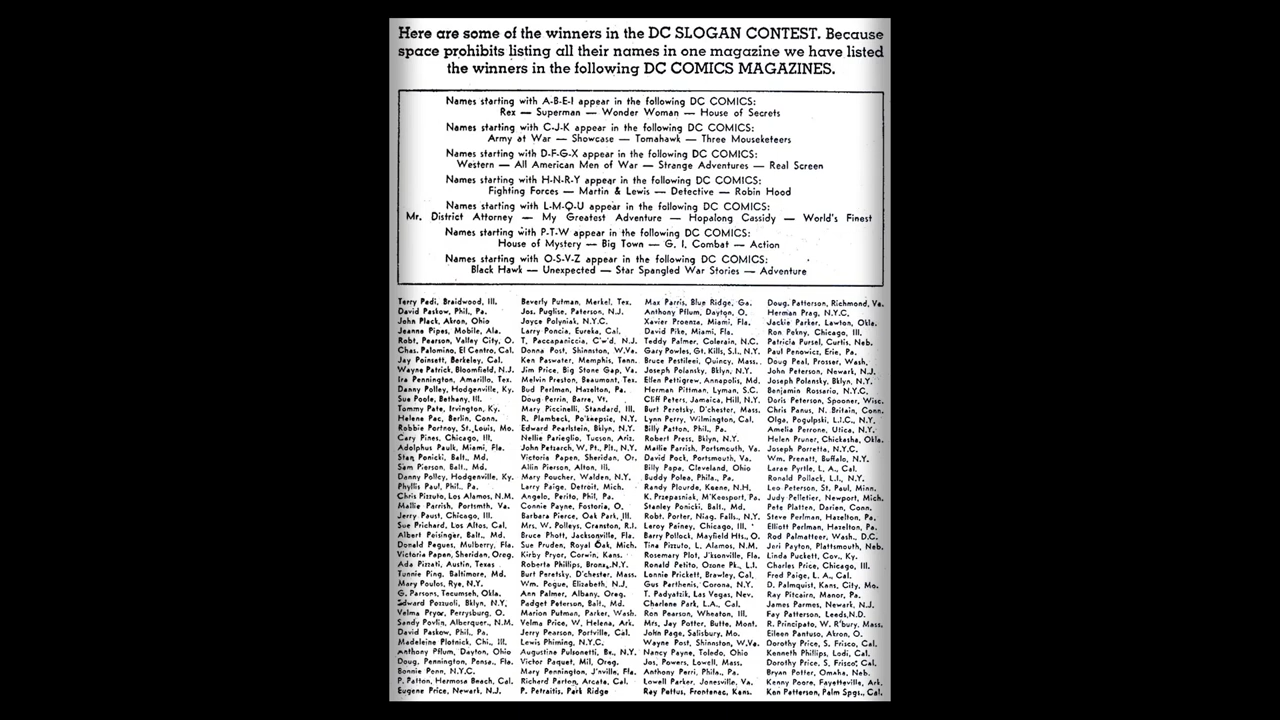 Here are some of the winners in the DC SLOGAN CONTEST. Because
space prohibits listing all their names in one magazine we have listed
the winners in the following DC COMICS MAGAZINES.
Names starting with A-B-E-I appear in the following DC COMICS:
Rex — Superman — Wonder Woman — House of Secrets
Names starting with C-J-K appear in the following DC COMICS:
Army at War — Showcase — Tomahawk — Three Mouseketeers
Names starting with D-F-G-X appear in the following DC COMICS:
Western — All American Men of War — Strange Adventures — Real Screen
Names starting with H-N-R-Y appear in the following DC COMICS:
Fighting Forces — Martin & Lewis — Detective — Robin Hood
Names starting with L-M-Q-U appear in the following DC COMICS:
Mr. District Attorney — My Greatest Adventure — Hopalong Cassidy — World's Finest
Names starting with P-T-W appear in the following DC COMICS:
House of Mystery — Big Town — G. I. Combat — Action
Names starting with O-S-V-Z appear in the following DC COMICS:
Black Hawk — Unexpected — Star Spangled War Stories — Adventure
Terry Padi, Braidwood, Ill.
David Paskow, Phil., Pa.
John Plack, Akron, Ohio
Jeanna Pipes, Mobile, Ala.
Robt. Pearson, Valley City, O.
Chas. Palomino, El Centro, Cal.
Jay Poinsett, Berkeley, Cal.
Wayne Patrick, Bloomfield, N.J.
Ira Pennington, Amarillo, Tex.
Danny Polley, Hodgenville, Ky.
Sue Poole, Bethany, Ill.
Tommy Pate, Irvington, Ky.
Helene Pac, Berlin, Conn.
Robbie Portnoy, St. Louis, Mo.
Cary Pines, Chicago, Ill.
Adolphus Paulk, Miami, Fla.
Stan Ponicki, Balt., Md.
Sam Pierson, Balt., Md.
Danny Polley, Hodgenville, Ky.
Phyllis Paul, Phil., Pa.
Chris Pizzuto, Los Alamos, N.M.
Mallie Parrish, Portsmth, Va.
Jerry Paust, Chicago, Ill.
Sue Prichard, Los Altos, Cal.
Albert Peisinger, Balt., Md.
Donald Pegues, Mulberry, Fla.
Victoria Papen, Sheridan, Oreg.
Ada Pizzati, Austin, Texas
Tunnie Ping, Baltimore, Md.
Mary Poulos, Rye, N.Y.
G. Parsons, Tecumseh, Okla.
Edward Pozzuoli, Bklyn, N.Y.
Velma Pryor, Perrysburg, O.
Sandy Povlin, Alberquer., N.M.
David Paskow, Phil., Pa.
Madeleine Plotnick, Chi., Ill.
Anthony Pflum, Dayton, Ohio
Doug. Pennington, Pensa., Fla.
Bonnie Penn, N.Y.C.
P. Patton, Hermosa Beach, Cal.
Eugene Price, Newark, N.J.
Beverly Putman, Merkel, Tex.
Jos. Puglise, Paterson, N.J.
Joyce Polyniak, N.Y.C.
Larry Poncia, Eureka, Cal.
T. Paccapaniccia, C'w'd, N.J.
Donna Post, Shinnston, W.Va.
Ken Paswater, Memphis, Tenn.
Jim Price, Big Stone Gap, Va.
Melvin Preston, Beaumont, Tex.
Bud Perlman, Hazelton, Pa.
Doug Perrin, Barre, Vt.
Mary Piccinelli, Standard, Ill.
R. Plambeck, Po'keepsie, N.Y.
Edward Pearlstein, Bklyn, N.Y.
Nellie Parieglio, Tucson, Ariz.
John Petsarch, W. Pt., Plt., N.Y.
Victoria Papen, Sheridan, Or.
Allin Pierson, Alton, Ill.
Mary Poucher, Walden, N.Y.
Larry Paige, Detroit, Mich.
Angelo, Perito, Phil, Pa.
Connie Payne, Fostoria, O.
Barbara Pierce, Oak Park, Ill.
Mrs. W. Polleys, Cranston, R.I.
Bruce Phott, Jacksonville, Fla.
Sue Pruden, Royal Oak, Mich.
Kirby Pryor, Corwin, Kans.
Roberta Phillips, Bronx, N.Y.
Burt Peretsky, D'chester, Mass.
Wm. Pogue, Elizabeth, N.J.
Ann Palmer, Albany, Oreg.
Padget Peterson, Balt., Md.
Marion Putman, Parker, Wash.
Velma Price, W. Helena, Ark.
Jerry Pearson, Portville, Cal.
Lewis Phiming, N.Y.C.
Augustine Pulsonetti, Bx., N.Y.
Victor Paquet, Mil, Oreg.
Mary Pennington, J'nville, Fla.
Richard Parton, Arcata, Cal.
P. Petraitis, Park Ridge
Max Parris, Blue Ridge, Ga.
Anthony Pflum, Dayton, O.
Xavier Proenza, Miami, Fla.
David Pike, Miami, Fla.
Teddy Palmer, Colerain, N.C.
Gary Powles, Gt. Kills, S.I., N.Y.
Bruce Pestileei, Quincy, Mass.
Joseph Polansky, Bklyn, N.Y.
Ellen Pettigrew, Annapolis, Md.
Herman Pittman, Lyman, S.C.
Cliff Peters, Jamaica, Hill, N.Y.
Burt Peretsky, D'chester, Mass.
Lynn Perry, Wilmington, Cal.
Billy Patton, Phil., Pa.
Robert Press, Bklyn, N.Y.
Mallie Parrish, Portsmouth, Va.
David Pock, Portsmouth, Va.
Billy Papa, Cleveland, Ohio
Buddy Polea, Phila., Pa.
Randy Plourde, Keene, N.H.
K. Przepasniak, M'Keesport, Pa.
Stanley Ponicki, Balt., Md.
Robt. Porter, Niag. Falls., N.Y.
Leroy Painey, Chicago, Ill.
Barry Pollock, Mayfield Hts., O.
Tina Pizzuto, L. Alamos, N.M.
Rosemary Plot, J'ksonville, Fla.
Ronald Petito, Ozone Pk., L.I.
Lonnie Prickett, Brawley, Cal.
Gus Parthenis, Corona, N.Y.
T. Padyatzik, Las Vegas, Nev.
Charlene Park, L.A., Cal.
Ron Pearson, Wheaton, Ill.
Mrs. Jay Potter, Butte, Mont.
John Page, Salisbury, Mo.
Wayne Post, Shinnston, W.Va.
Nancy Payne, Toledo, Ohio
Jos. Powers, Lowell, Mass.
Anthony Perri, Phila., Pa.
Lowell Parker, Jonesville, Va.
Ray Pettus, Frontenac, Kans.
Doug. Patterson, Richmond, Va.
Herman Prag, N.Y.C.
Jackie Parker, Lawton, Okla.
Ron Pekny, Chicago, Ill.
Patricia Pursel, Curtis, Neb.
Paul Penowicz, Erie, Pa.
Doug Peal, Prosser, Wash.
John Peterson, Newark, N.J.
Joseph Polansky, Bklyn, N.Y.
Benjamin Rossario, N.Y.C.
Doris Peterson, Spooner, Wisc.
Chris Panus, N. Britain, Conn.
Olga, Pogulpski, L.I.C., N.Y.
Amelia Perrone, Utica, N.Y.
Helen Pruner, Chickasha, Okla.
Joseph Porretta, N.Y.C.
Wm. Prenatt, Buffalo, N.Y.
Larae Pyrtle, L. A., Cal.
Ronald Pollack, L.I., N.Y.
Leo Peterson, St. Paul, Minn.
Judy Pelletier, Newport, Mich.
Pete Platten, Darien, Conn.
Steve Perlman, Hazelton, Pa.
Elliott Perlman, Hazelton, Pa.
Rod Palmatteer, Wash., D.C.
Jeri Payton, Plattsmouth, Neb.
Linda Puckett, Cov., Ky.
Charles Price, Chicago, Ill.
Fred Paige, L. A., Cal.
D. Palmquist, Kans, City, Mo.
Ray Pitcairn, Manor, Pa.
James Parmes, Newark, N.J.
Fay Patterson, Leeds, N.D.
R. Principato, W. R'bury, Mass.
Eileen Pantuso, Akron, O.
Dorothy Price, S. Frisco, Cal.
Kenneth Phillips, Lodi, Cal.
Dorothy Price, S. Frisco, Cal.
Bryan Potter, Omaha, Neb.
Kenny Poore, Fayetteville, Ark.
Ken Patterson, Palm Spgs., Cal.